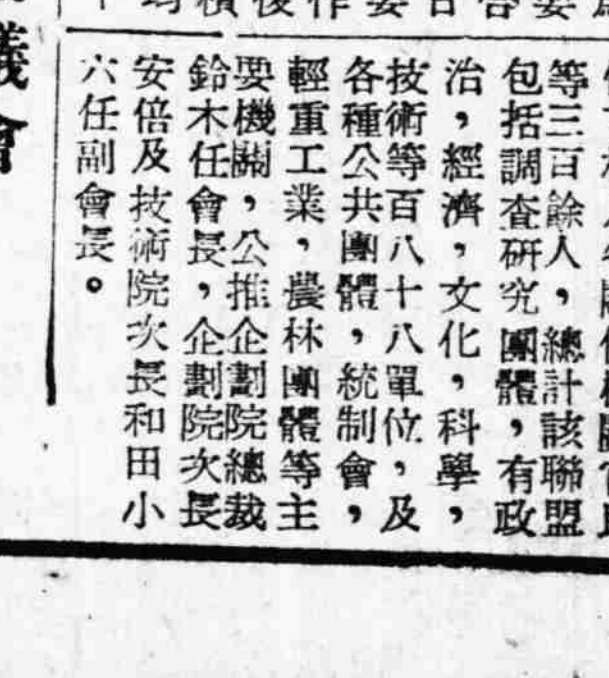 等三百餘人，總計該聯盟
包括調查研究團體，有政
治，經濟，文化，科學，
技術等百八十八單位，及
各種公共團體，統制會，
輕重工業，農林團體等主
要機關，公推企劃院總裁
鈴木任會長，企劃院次長
安倍及技術院次長和田小
六任副會長。
議會